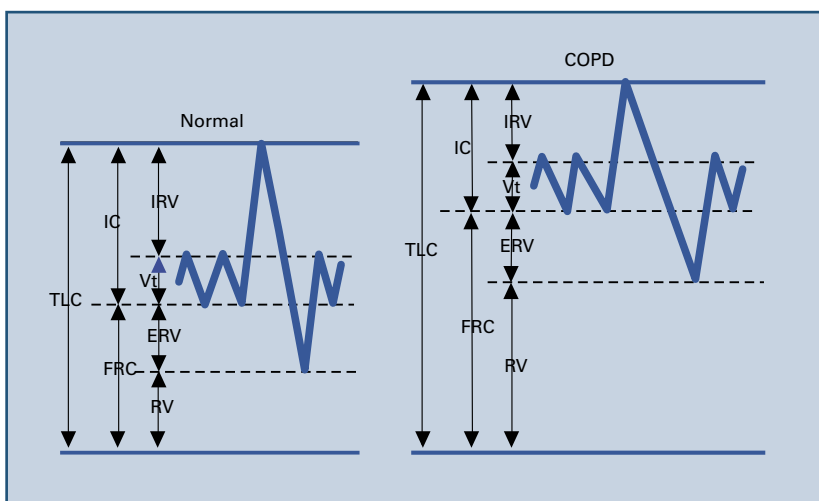 Normal
IRV
IC
Vt
TLC
ERV
FRC
RV
COPD
IRV
IC
Vt
ERV
TLC
FRC
RV